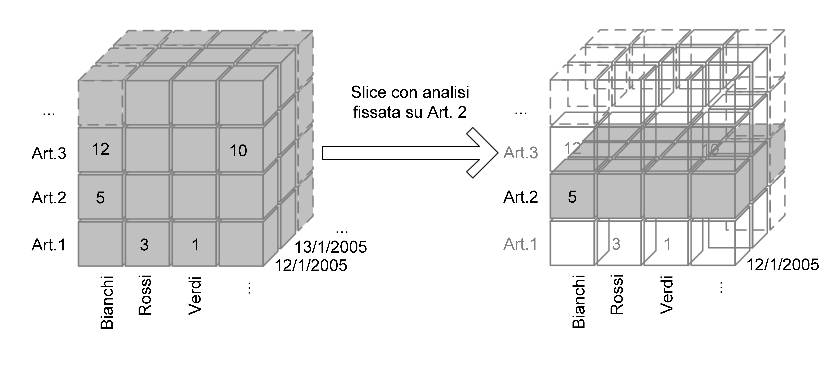 Slice con analisi
fissata su Art. 2
...
Art.3
12
10
Art.2
5
Art.1
3
1
...
13/1/2005
12/1/2005
Bianchi
Rossi
Verdi
...
...
Art.3
12
10
Art.2
5
Art.1
3
1
12/1/2005
Bianchi
Rossi
Verdi
...